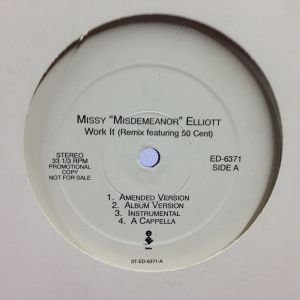 MISSY "MISDEMEANOR" ELLIOTT
WORK IT (REMIX FEATURING 50 CENT)
STEREO
33 1/3 RPM
PROMOTIONAL
COPY
NOT FOR SALE
ED-6371
SIDE A
1. AMENDED VERSION
2. ALBUM VERSION
3. INSTRUMENTAL
4. A CAPPELLA
ST-ED-6371-A